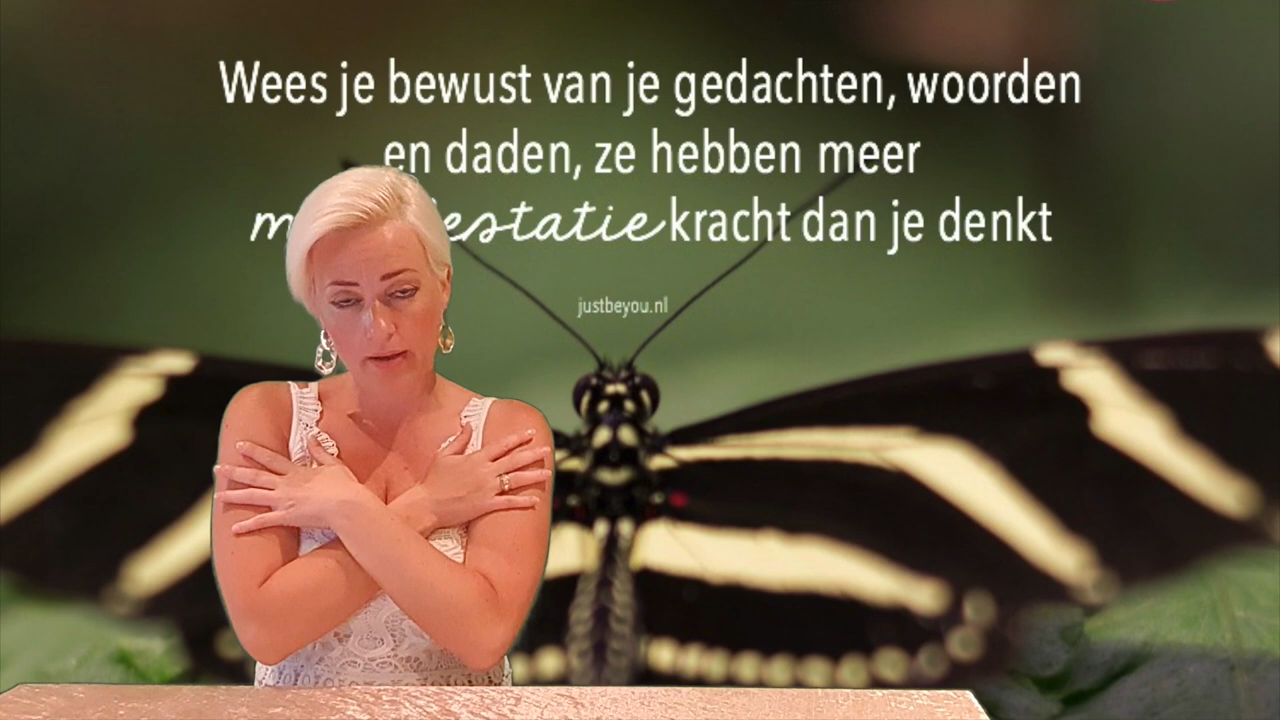 Wees je bewust van je gedachten, woorden
en daden, ze hebben meer
kracht dan je denkt
justbeyou.nl